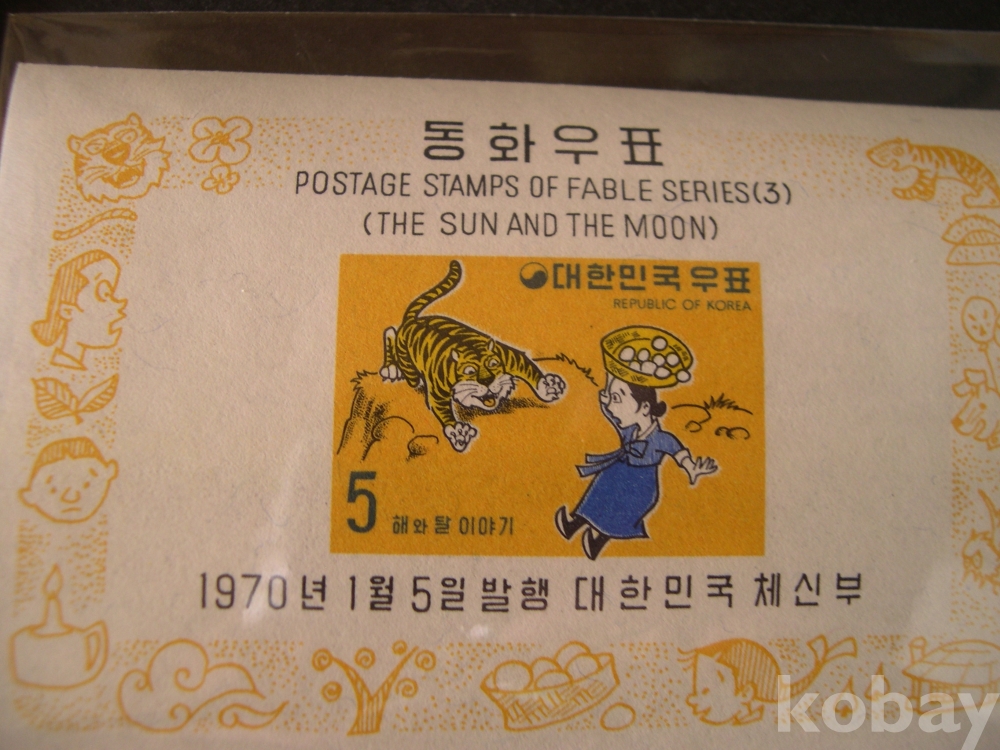 동화우표
POSTAGE STAMPS OF FABLE SERIES(3)
(THE SUN AND THE MOON)
대한민국우표
REPUBLIC OF KOREA
5 해와 달 이야기
1970년 1월 5일 발행 대한민국 체신부
kobay